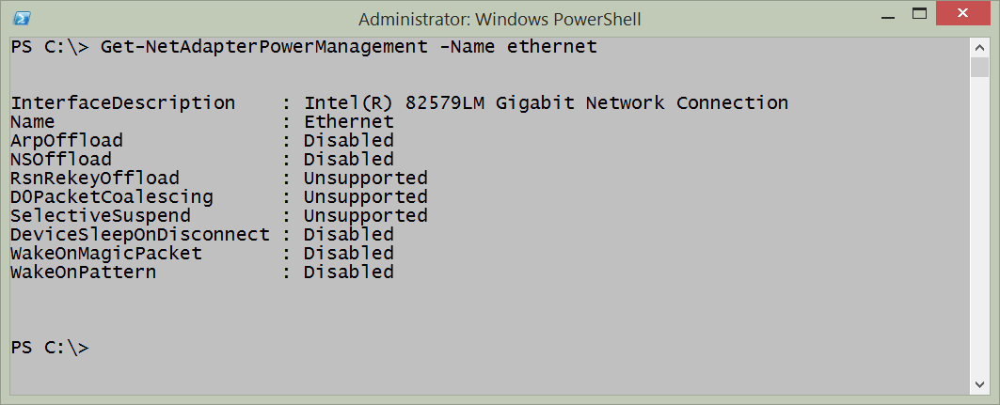 Administrator: Windows PowerShell
PS C:\> Get-NetAdapterPowerManagement -Name ethernet
InterfaceDescription    : Intel(R) 82579LM Gigabit Network Connection
Name                    : Ethernet
ArpOffload              : Disabled
NSOffload               : Disabled
RsnRekeyOffload         : Unsupported
D0PacketCoalescing      : Unsupported
SelectiveSuspend        : Unsupported
DeviceSleepOnDisconnect : Disabled
WakeOnMagicPacket       : Disabled
WakeOnPattern           : Disabled
PS C:\>